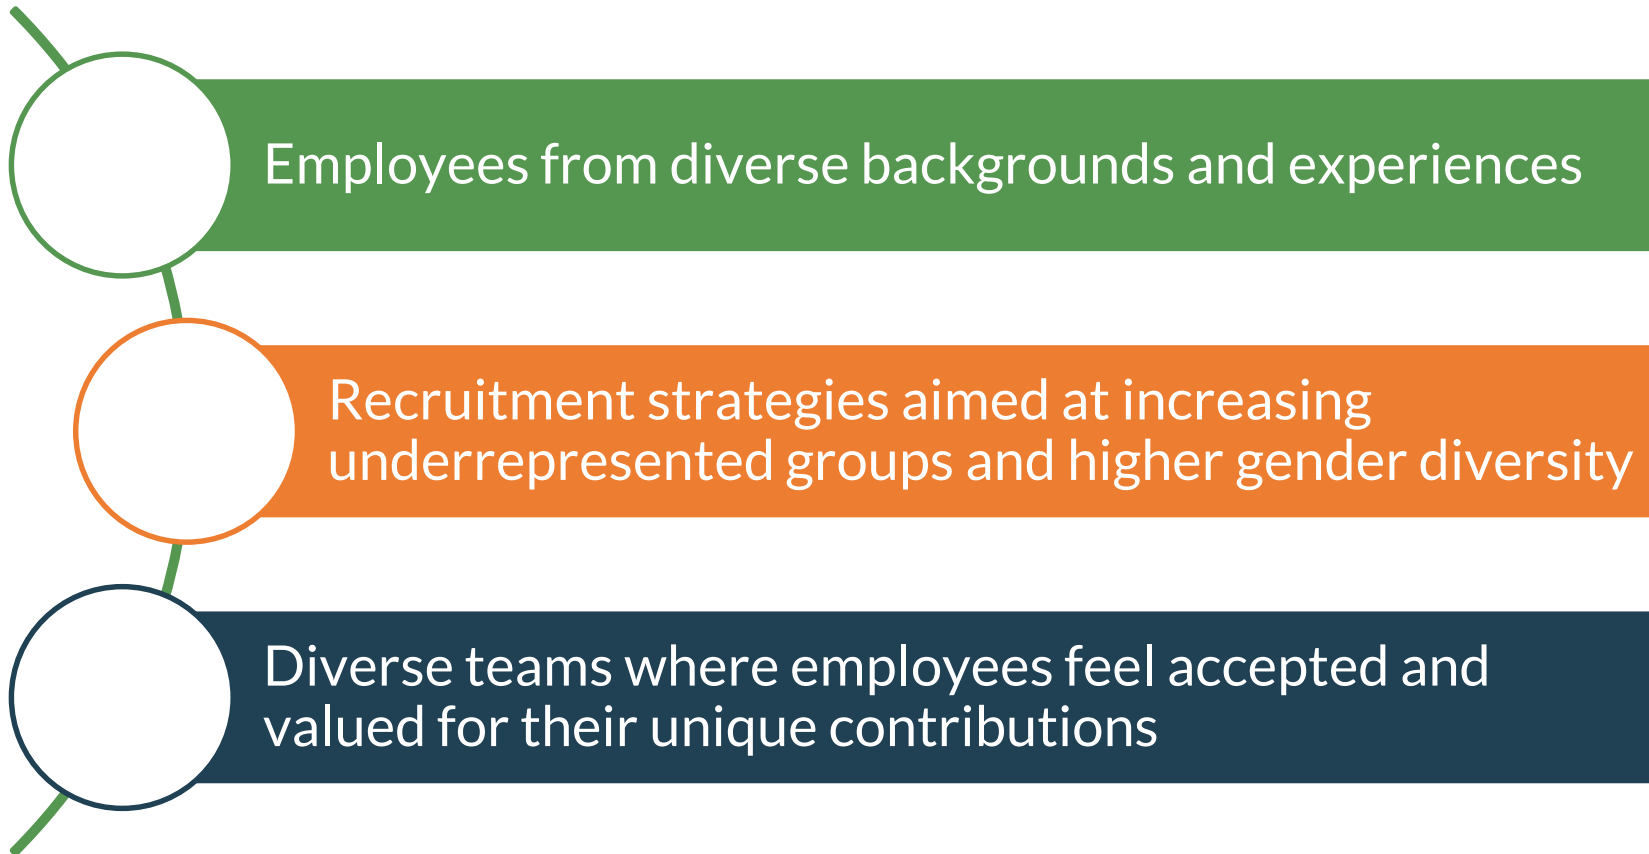 Employees from diverse backgrounds and experiences
Recruitment strategies aimed at increasing
underrepresented groups and higher gender diversity
Diverse teams where employees feel accepted and
valued for their unique contributions